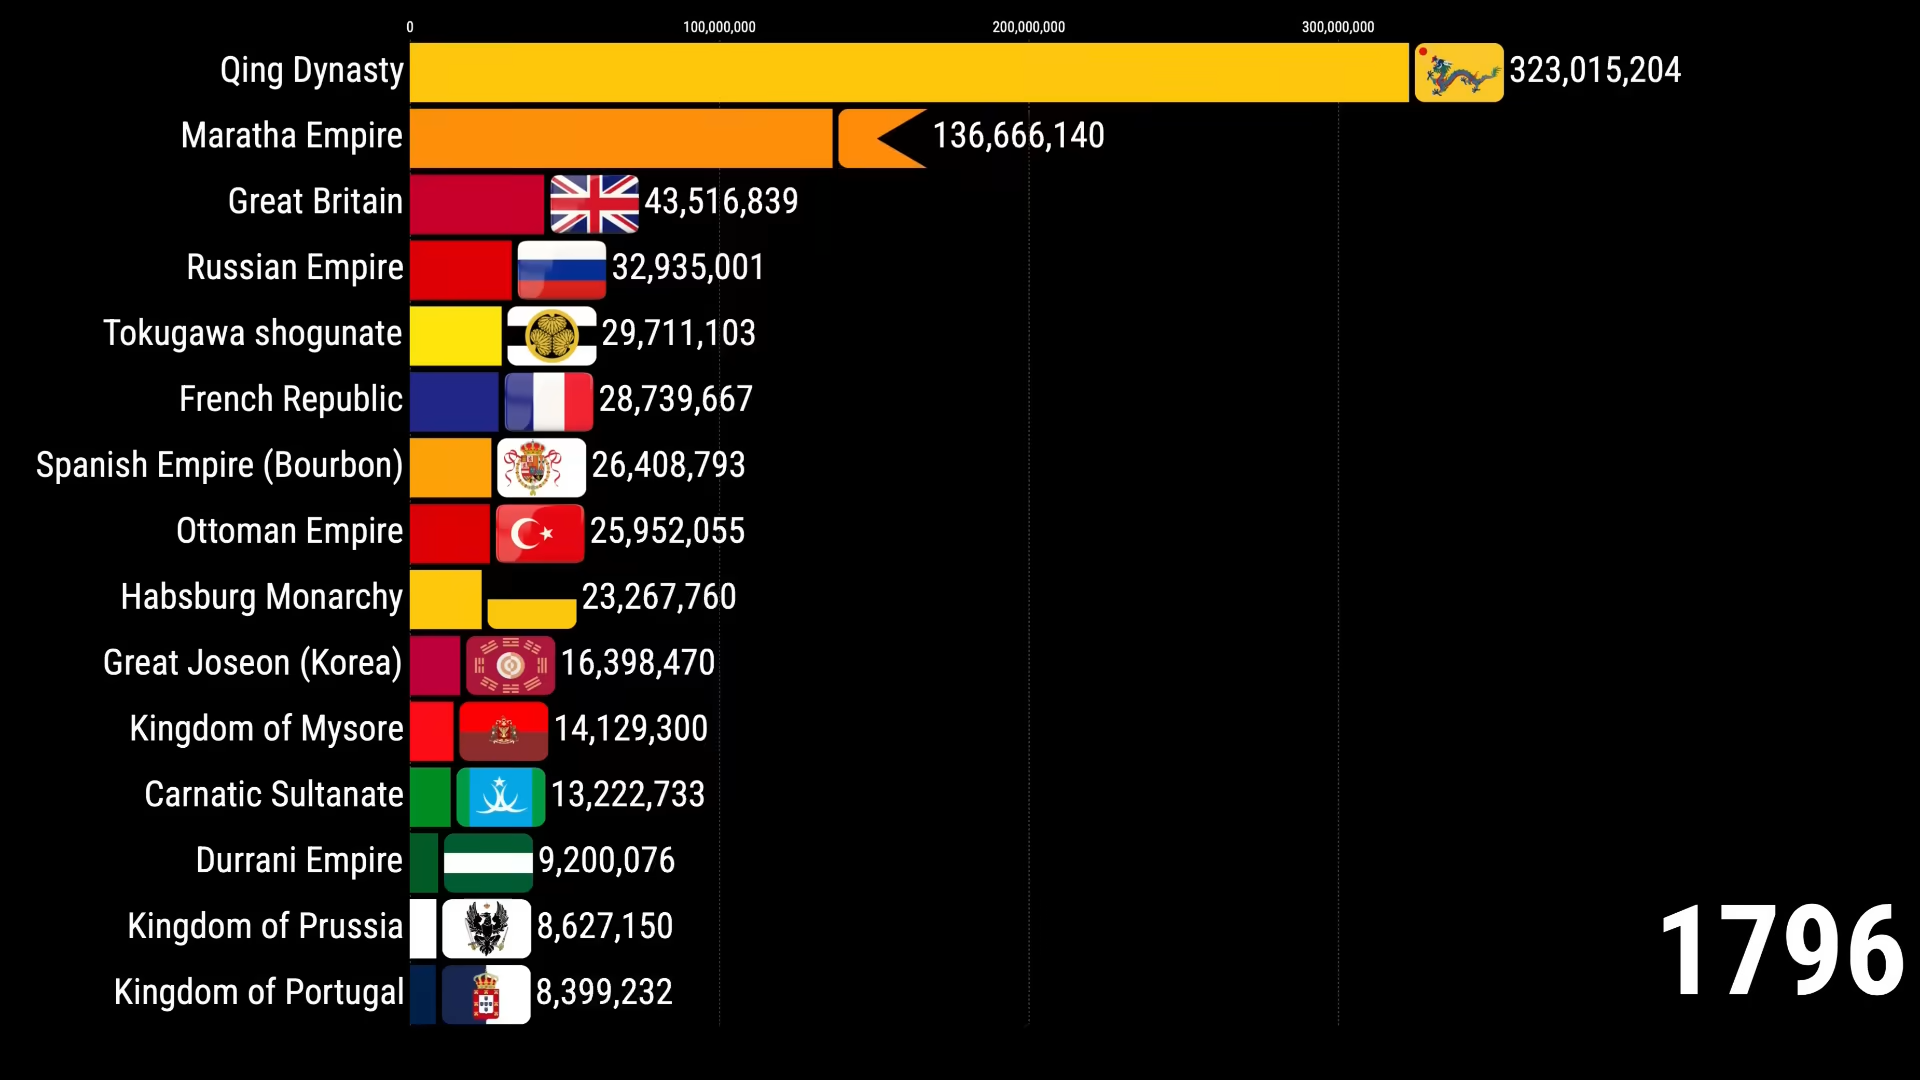 0 100,000,000 200,000,000 300,000,000
Qing Dynasty 323,015,204
Maratha Empire 136,666,140
Great Britain 43,516,839
Russian Empire 32,935,001
Tokugawa shogunate 29,711,103
French Republic 28,739,667
Spanish Empire (Bourbon) 26,408,793
Ottoman Empire 25,952,055
Habsburg Monarchy 23,267,760
Great Joseon (Korea) 16,398,470
Kingdom of Mysore 14,129,300
Carnatic Sultanate 13,222,733
Durrani Empire 9,200,076
Kingdom of Prussia 8,627,150
Kingdom of Portugal 8,399,232
1796